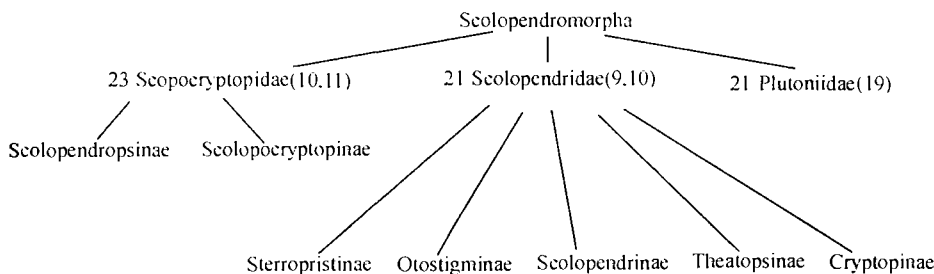 Scolopendromorpha
23 Scopocryptopidae(10.11)
21 Scolopendridae(9.10)
21 Plutoniidae(19)
Scolopendropsinae
Scolopocryptopinae
Sterropristinae
Otostigminae
Scolopendrinae
Theatopsinae
Cryptopinae